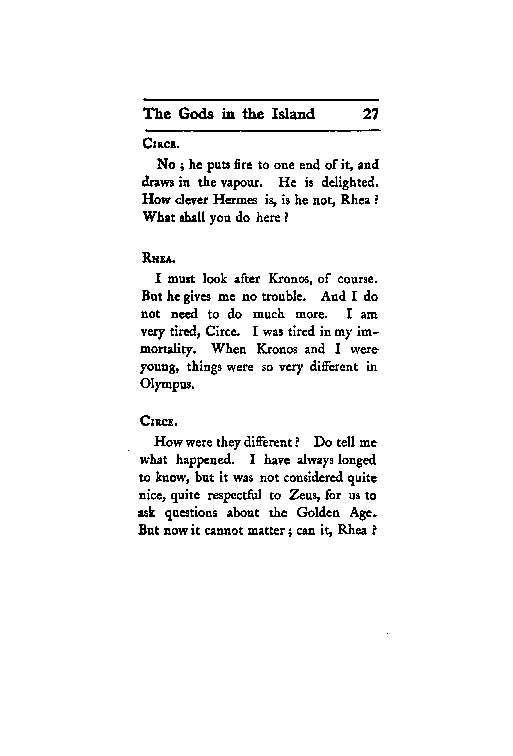 The Gods in the Island 27
Circe.
No ; he puts fire to one end of it, and
draws in the vapour. He is delighted.
How clever Hermes is, is he not, Rhea ?
What shall you do here ?
Rhea.
I must look after Kronos, of course.
But he gives me no trouble. And I do
not need to do much more. I am
very tired, Circe. I was tired in my im-
mortality. When Kronos and I were
young, things were so very different in
Olympus.
Circe.
How were they different ? Do tell me
what happened. I have always longed
to know, but it was not considered quite
nice, quite respectful to Zeus, for us to
ask questions about the Golden Age.
But now it cannot matter ; can it, Rhea ?